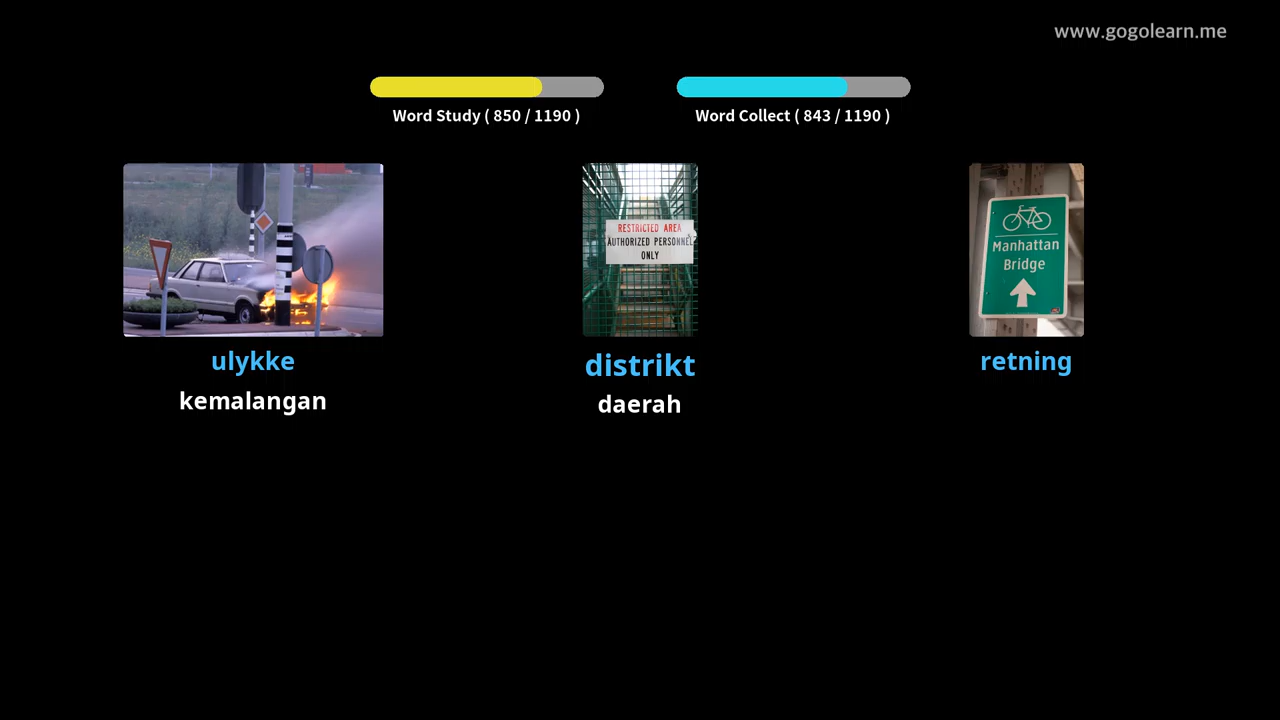 www.gogolearn.me
Word Study ( 850 / 1190 )
Word Collect ( 843 / 1190 )
RESTRICTED AREA
AUTHORIZED PERSONNEL
ONLY
Manhattan
Bridge
ulykke
distrikt
retning
kemalangan
daerah